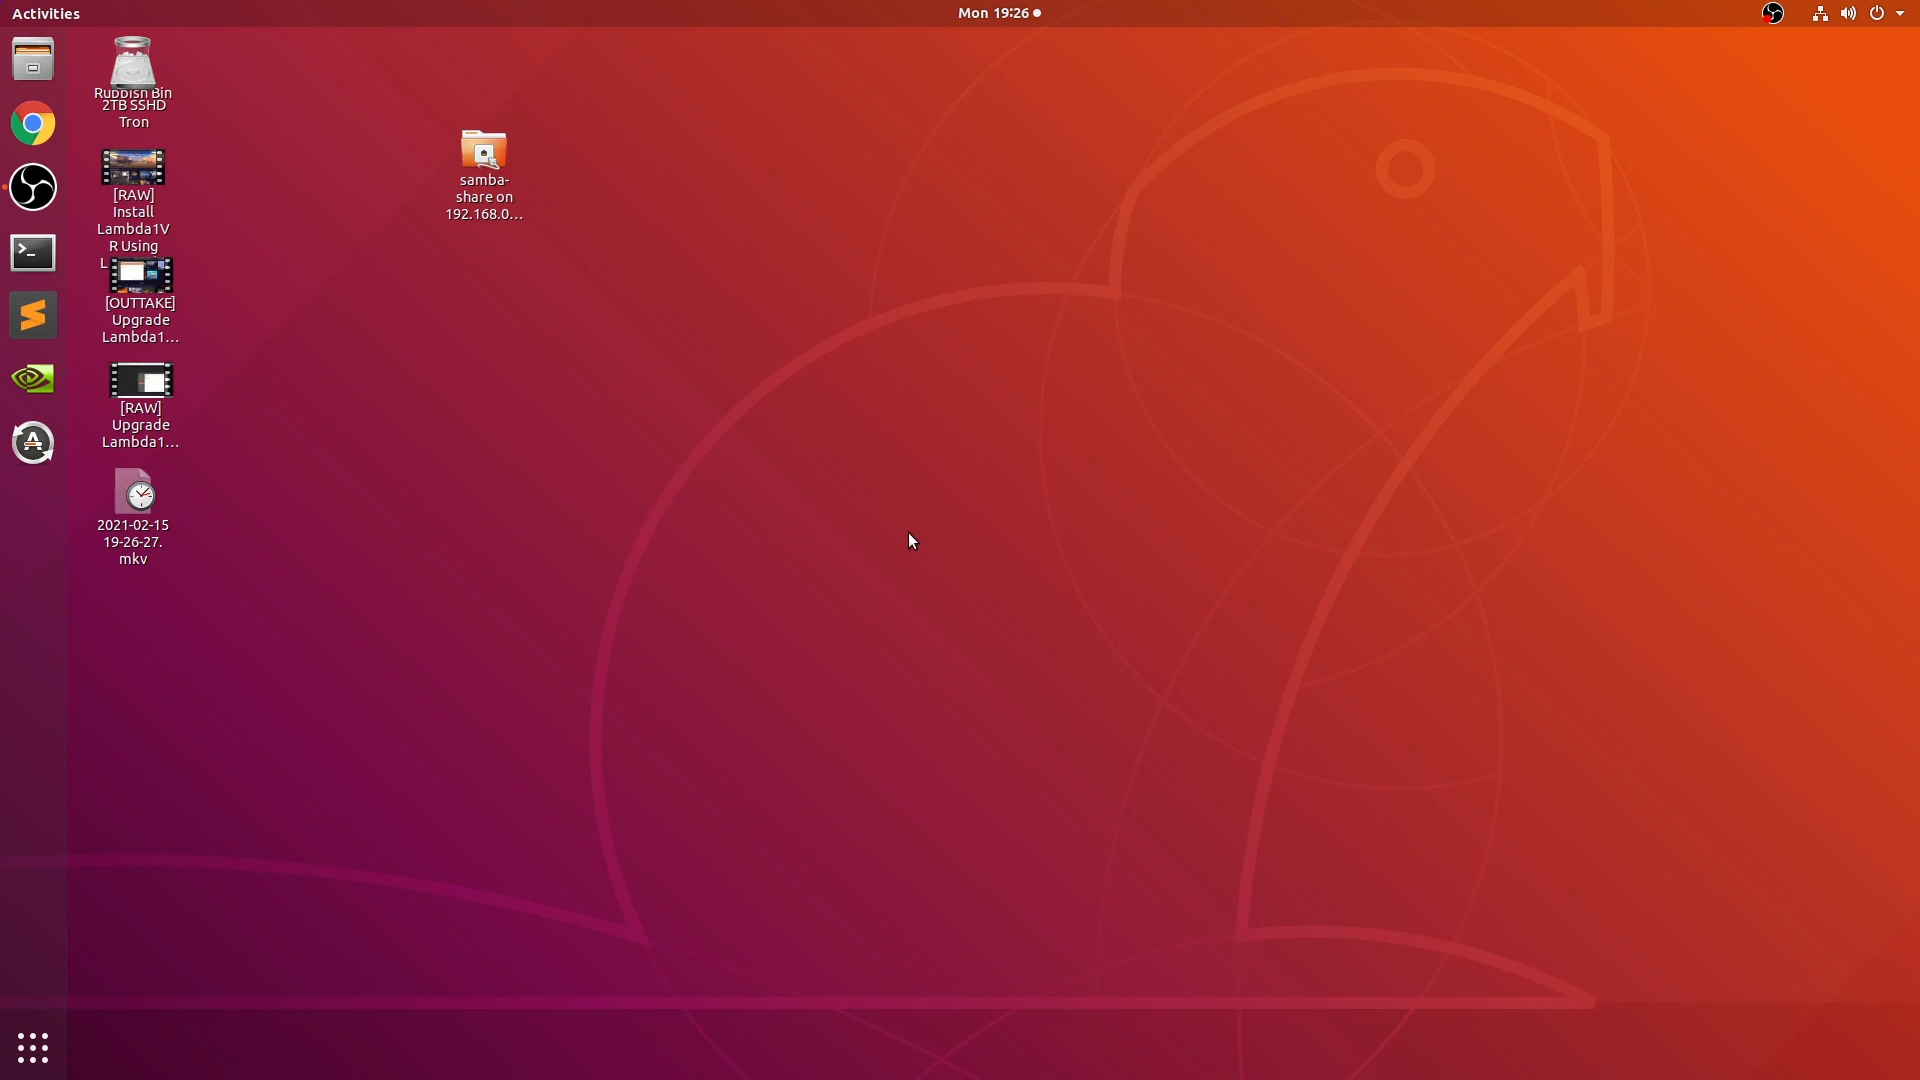 Activities
Mon 19:26
Rubbish Bin
2TB SSHD
Tron
[RAW]
Install
Lambda1V
R Using
L
[OUTTAKE]
Upgrade
Lambda1...
[RAW]
Upgrade
Lambda1...
2021-02-15
19-26-27.
mkv
samba-
share on
192.168.0...